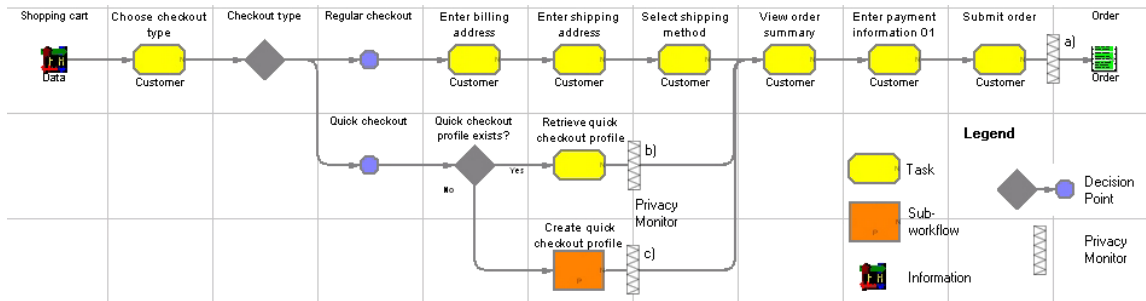 Shopping cart
Choose checkout
type
Checkout type
Regular checkout
Enter billing
address
Enter shipping
address
Select shipping
method
View order
summary
Enter payment
information 01
Submit order
Order
a)
N
N
N
N
N
N
N
Data
Customer
Customer
Customer
Customer
Customer
Customer
Customer
Order
Quick checkout
Quick checkout
profile exists?
Retrieve quick
checkout profile
b)
N
Yes
No
Privacy
Monitor
Create quick
checkout profile
c)
N
P
Legend
N
Task
Decision
Point
N
P
Sub-
workflow
Privacy
Monitor
Information